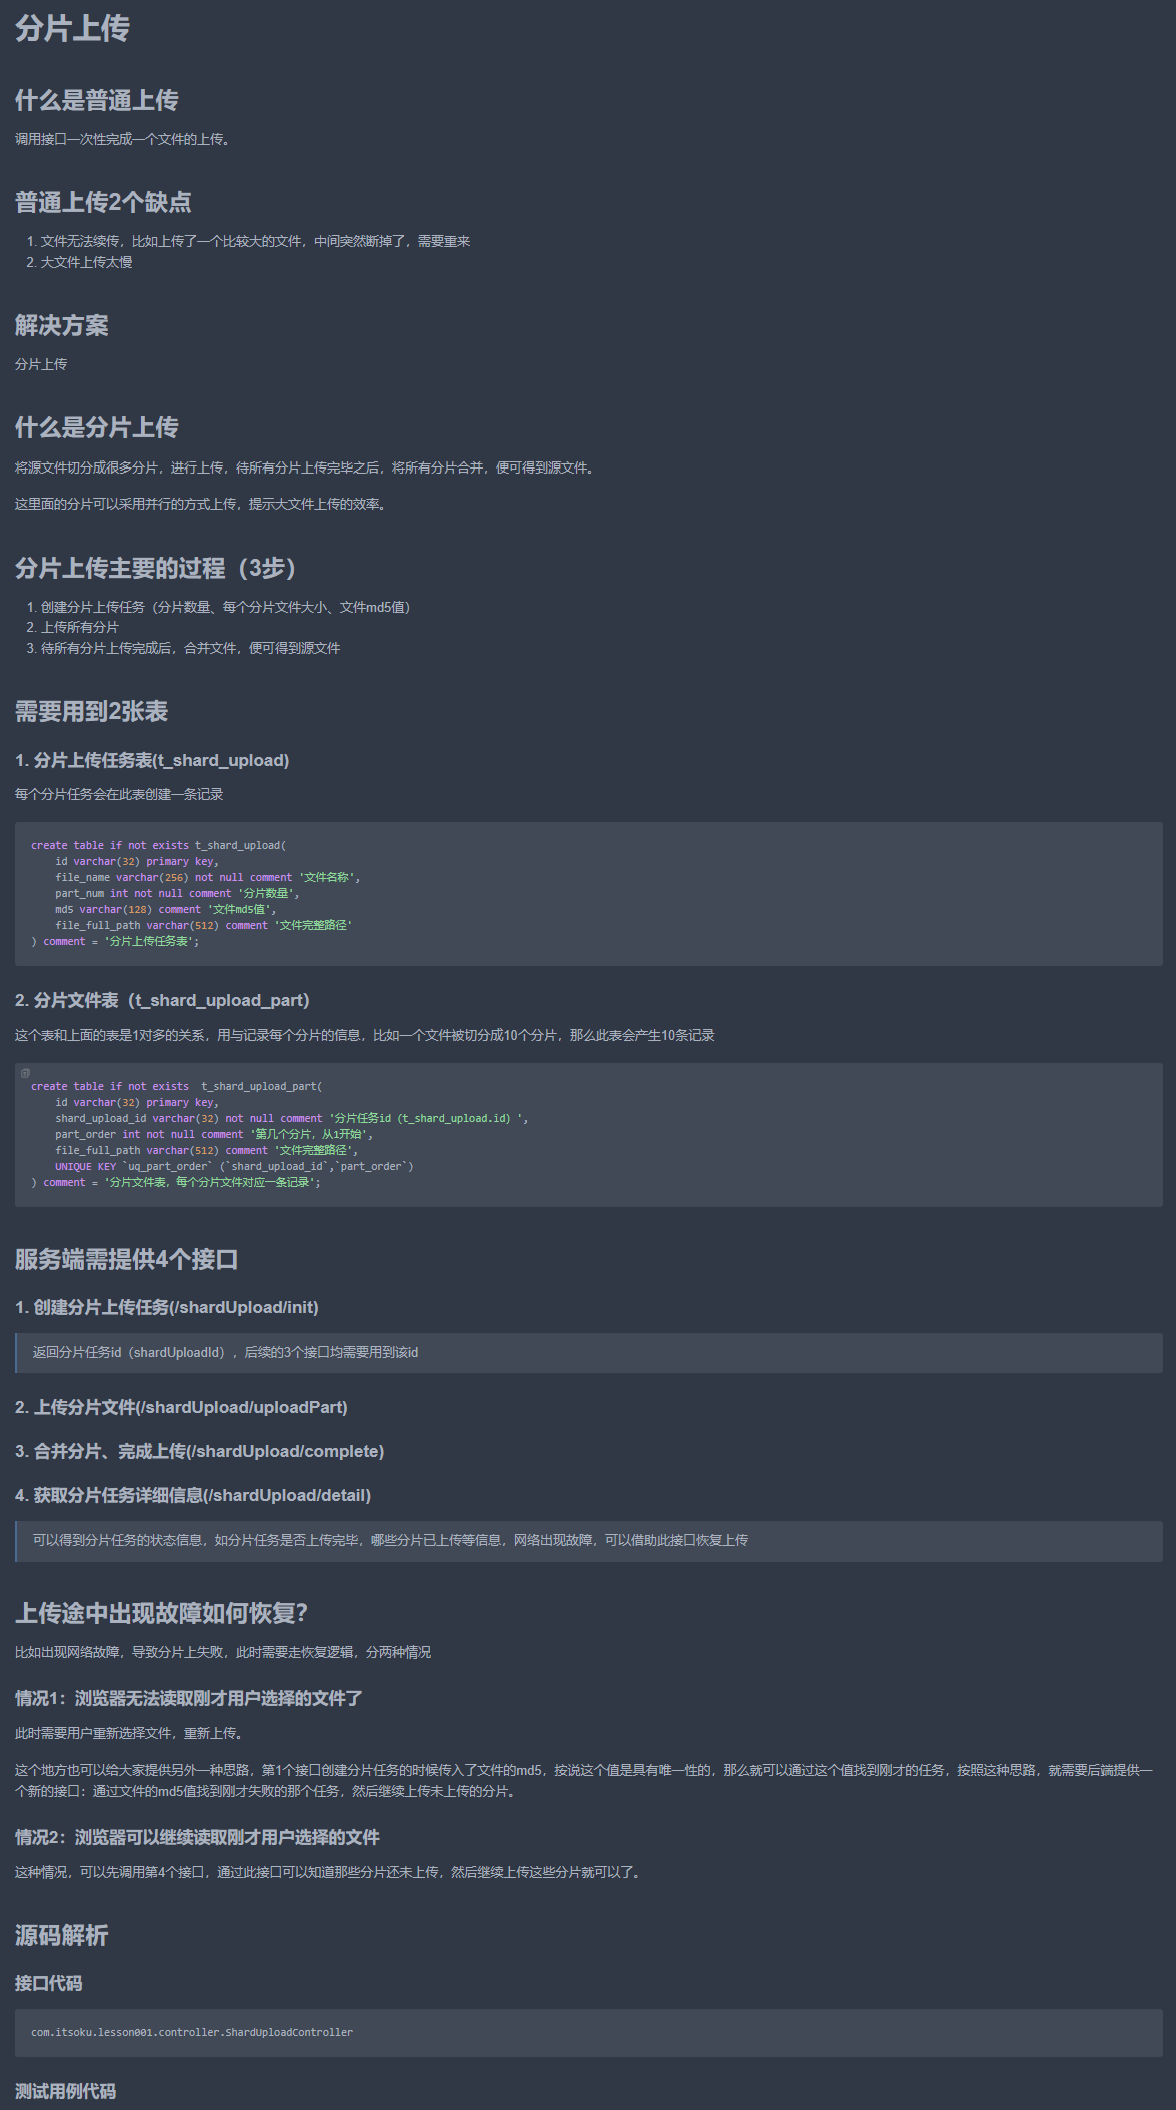 分片上传
什么是普通上传
调用接口一次性完成一个文件的上传。
普通上传2个缺点
1. 文件无法续传，比如上传了一个比较大的文件，中间突然断掉了，需要重来
2. 大文件上传太慢
解决方案
分片上传
什么是分片上传
将源文件切分成很多分片，进行上传，待所有分片上传完毕之后，将所有分片合并，便可得到源文件。
这里面的分片可以采用并行的方式上传，提示大文件上传的效率。
分片上传主要的过程（3步）
1. 创建分片上传任务（分片数量、每个分片文件大小、文件md5值）
2. 上传所有分片
3. 待所有分片上传完成后，合并文件，便可得到源文件
需要用到2张表
1. 分片上传任务表(t_shard_upload)
每个分片任务会在此表创建一条记录
create table if not exists t_shard_upload(
    id varchar(32) primary key,
    file_name varchar(256) not null comment '文件名称',
    part_num int not null comment '分片数量',
    md5 varchar(128) comment '文件md5值',
    file_full_path varchar(512) comment '文件完整路径'
) comment = '分片上传任务表';
2. 分片文件表（t_shard_upload_part）
这个表和上面的表是1对多的关系，用与记录每个分片的信息，比如一个文件被切分成10个分片，那么此表会产生10条记录
create table if not exists  t_shard_upload_part(
    id varchar(32) primary key,
    shard_upload_id varchar(32) not null comment '分片任务id（t_shard_upload.id）',
    part_order int not null comment '第几个分片，从1开始',
    file_full_path varchar(512) comment '文件完整路径',
    UNIQUE KEY `uq_part_order` (`shard_upload_id`,`part_order`)
) comment = '分片文件表，每个分片文件对应一条记录';
服务端需提供4个接口
1. 创建分片上传任务(/shardUpload/init)
返回分片任务id（shardUploadId），后续的3个接口均需要用到该id
2. 上传分片文件(/shardUpload/uploadPart)
3. 合并分片、完成上传(/shardUpload/complete)
4. 获取分片任务详细信息(/shardUpload/detail)
可以得到分片任务的状态信息，如分片任务是否上传完毕，哪些分片已上传等信息，网络出现故障，可以借助此接口恢复上传
上传途中出现故障如何恢复？
比如出现网络故障，导致分片上失败，此时需要走恢复逻辑，分两种情况
情况1：浏览器无法读取刚才用户选择的文件了
此时需要用户重新选择文件，重新上传。
这个地方也可以给大家提供另外一种思路，第1个接口创建分片任务的时候传入了文件的md5，按说这个值是具有唯一性的，那么就可以通过这个值找到刚才的任务，按照这种思路，就需要后端提供一
个新的接口：通过文件的md5值找到刚才失败的那个任务，然后继续上传未上传的分片。
情况2：浏览器可以继续读取刚才用户选择的文件
这种情况，可以先调用第4个接口，通过此接口可以知道那些分片还未上传，然后继续上传这些分片就可以了。
源码解析
接口代码
com.itsoku.lesson001.controller.ShardUploadController
测试用例代码